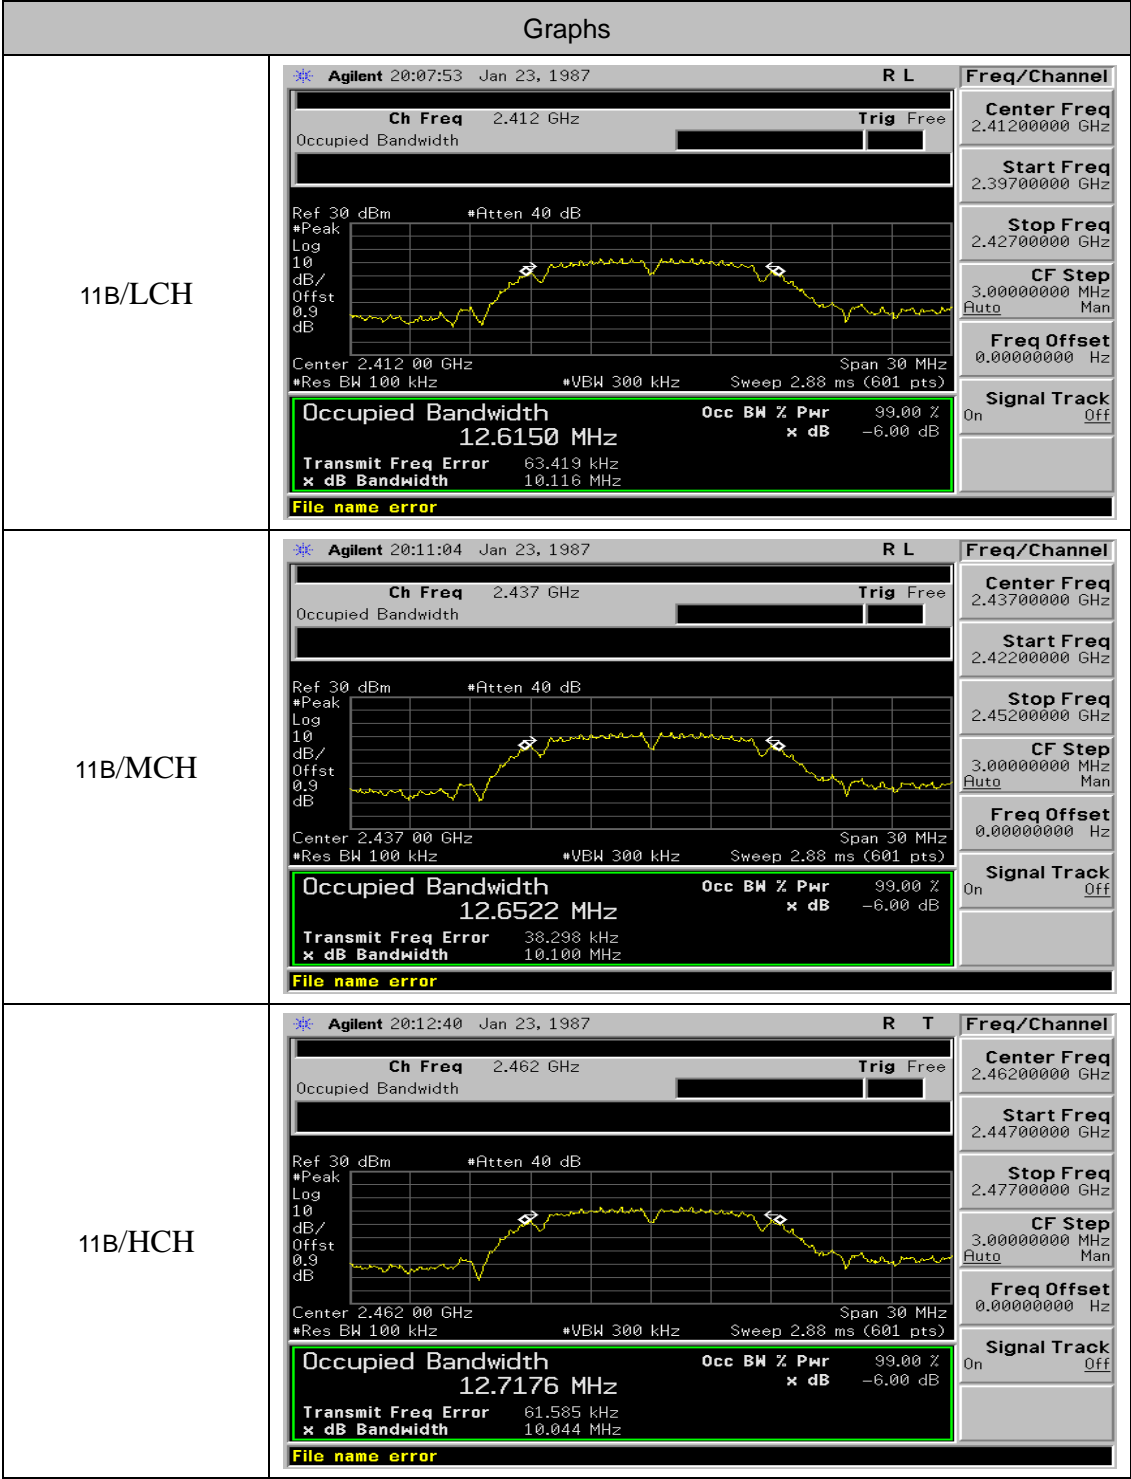 Graphs
11B/LCH
Agilent 20:07:53 Jan 23, 1987 R L Freq/Channel
Ch Freq 2.412 GHz Trig Free
Occupied Bandwidth
Center Freq
2.41200000 GHz
Start Freq
2.39700000 GHz
Stop Freq
2.42700000 GHz
CF Step
3.00000000 MHz
Auto Man
Freq Offset
0.00000000 Hz
Signal Track
On Off
Ref 30 dBm #Atten 40 dB
#Peak
Log
10
dB/
Offst
0.9
dB
Center 2.412 00 GHz Span 30 MHz
#Res BW 100 kHz #VBW 300 kHz Sweep 2.88 ms (601 pts)
Occupied Bandwidth Occ BW % Pwr 99.00 %
12.6150 MHz x dB -6.00 dB
Transmit Freq Error 63.419 kHz
x dB Bandwidth 10.116 MHz
File name error
11B/MCH
Agilent 20:11:04 Jan 23, 1987 R L Freq/Channel
Ch Freq 2.437 GHz Trig Free
Occupied Bandwidth
Center Freq
2.43700000 GHz
Start Freq
2.42200000 GHz
Stop Freq
2.45200000 GHz
CF Step
3.00000000 MHz
Auto Man
Freq Offset
0.00000000 Hz
Signal Track
On Off
Ref 30 dBm #Atten 40 dB
#Peak
Log
10
dB/
Offst
0.9
dB
Center 2.437 00 GHz Span 30 MHz
#Res BW 100 kHz #VBW 300 kHz Sweep 2.88 ms (601 pts)
Occupied Bandwidth Occ BW % Pwr 99.00 %
12.6522 MHz x dB -6.00 dB
Transmit Freq Error 38.298 kHz
x dB Bandwidth 10.100 MHz
File name error
11B/HCH
Agilent 20:12:40 Jan 23, 1987 R T Freq/Channel
Ch Freq 2.462 GHz Trig Free
Occupied Bandwidth
Center Freq
2.46200000 GHz
Start Freq
2.44700000 GHz
Stop Freq
2.47700000 GHz
CF Step
3.00000000 MHz
Auto Man
Freq Offset
0.00000000 Hz
Signal Track
On Off
Ref 30 dBm #Atten 40 dB
#Peak
Log
10
dB/
Offst
0.9
dB
Center 2.462 00 GHz Span 30 MHz
#Res BW 100 kHz #VBW 300 kHz Sweep 2.88 ms (601 pts)
Occupied Bandwidth Occ BW % Pwr 99.00 %
12.7176 MHz x dB -6.00 dB
Transmit Freq Error 61.585 kHz
x dB Bandwidth 10.044 MHz
File name error